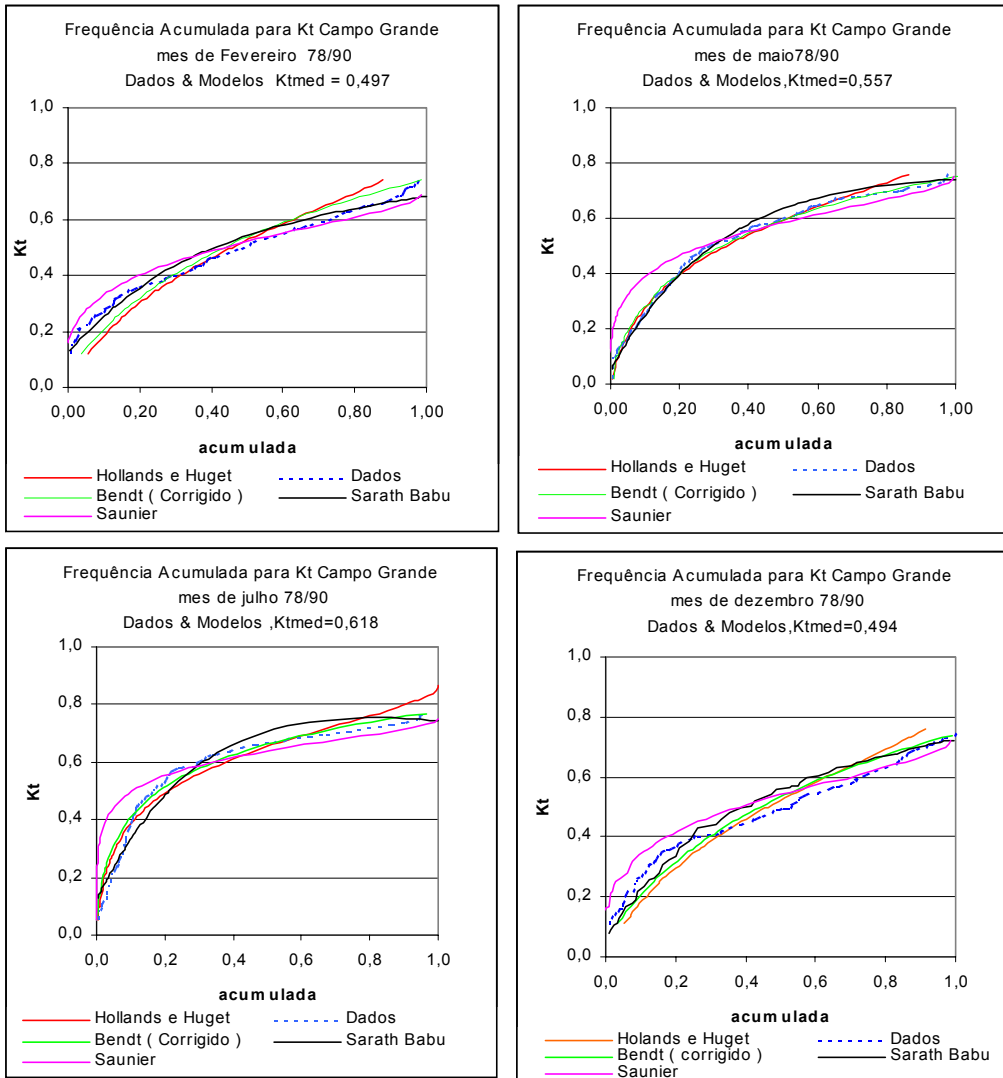 Frequência Acumulada para Kt Campo Grande
mes de Fevereiro 78/90
Dados & Modelos Ktmed = 0,497
1,0
0,8
0,6
0,4
0,2
0,0
Kt
0,00 0,20 0,40 0,60 0,80 1,00
acumulada
Hollands e Huget
Dados
Bendt ( Corrigido )
Sarath Babu
Saunier
Frequência Acumulada para Kt Campo Grande
mes de maio78/90
Dados & Modelos,Ktmed=0,557
1,0
0,8
0,6
0,4
0,2
0,0
Kt
0,00 0,20 0,40 0,60 0,80 1,00
acumulada
Hollands e Huget
Dados
Bendt ( Corrigido )
Sarath Babu
Saunier
Frequência Acumulada para Kt Campo Grande
mes de julho 78/90
Dados & Modelos ,Ktmed=0,618
1,0
0,8
0,6
0,4
0,2
0,0
Kt
0,0 0,2 0,4 0,6 0,8 1,0
acumulada
Hollands e Huget
Dados
Bendt ( Corrigido )
Sarath Babu
Saunier
Frequência Acumulada para Kt Campo Grande
mes de dezembro 78/90
Dados & Modelos,Ktmed=0,494
1,0
0,8
0,6
0,4
0,2
0,0
Kt
0,0 0,2 0,4 0,6 0,8 1,0
acumulada
Holands e Huget
Dados
Bendt ( corrigido )
Sarath Babu
Saunier